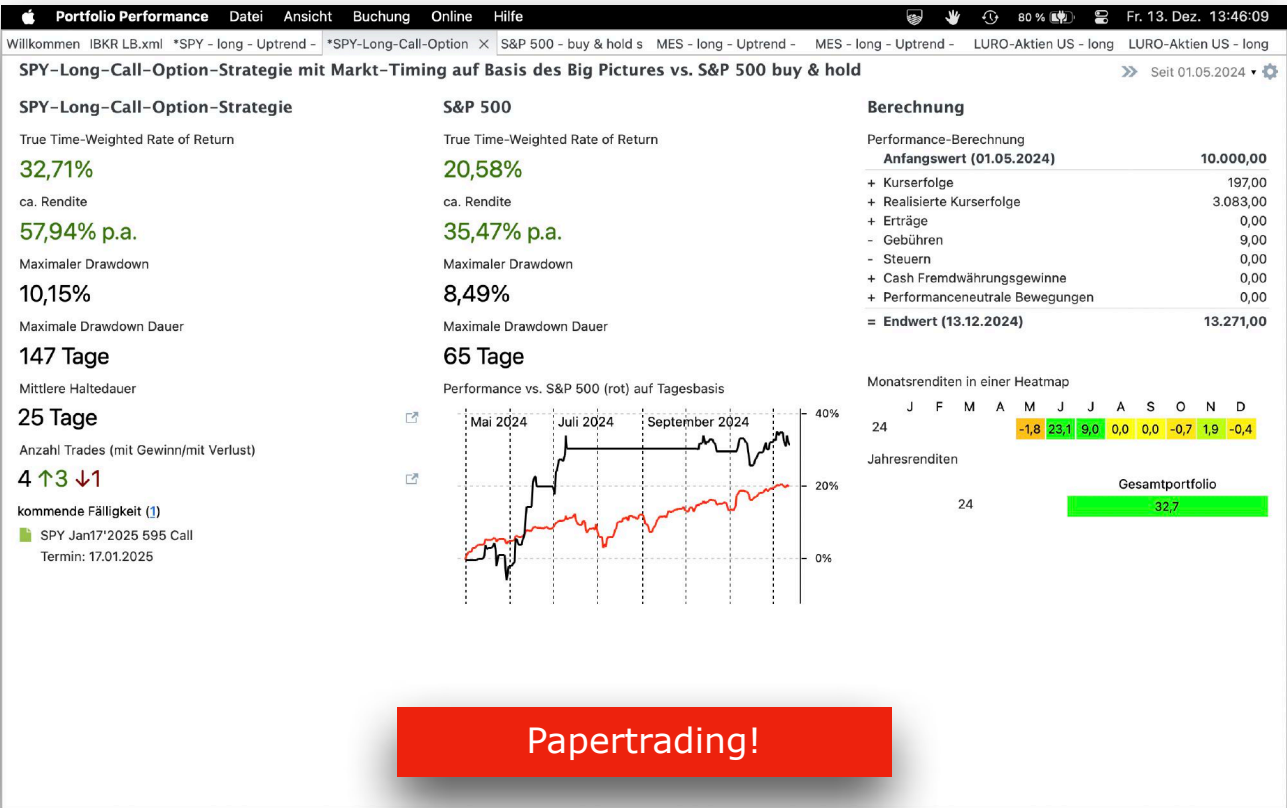 Portfolio Performance Datei Ansicht Buchung Online Hilfe 80 % Fr. 13. Dez. 13:46:09
Willkommen IBKR LB.xml *SPY - long - Uptrend - *SPY-Long-Call-Option × S&P 500 - buy & hold s MES - long - Uptrend - MES - long - Uptrend - LURO-Aktien US - long LURO-Aktien US - long
SPY-Long-Call-Option-Strategie mit Markt-Timing auf Basis des Big Pictures vs. S&P 500 buy & hold
Seit 01.05.2024
SPY-Long-Call-Option-Strategie
True Time-Weighted Rate of Return
32,71%
ca. Rendite
57,94% p.a.
Maximaler Drawdown
10,15%
Maximale Drawdown Dauer
147 Tage
Mittlere Haltedauer
25 Tage
Anzahl Trades (mit Gewinn/mit Verlust)
4 ↑3 ↓1
kommende Fälligkeit (1)
SPY Jan17'2025 595 Call
Termin: 17.01.2025
S&P 500
True Time-Weighted Rate of Return
20,58%
ca. Rendite
35,47% p.a.
Maximaler Drawdown
8,49%
Maximale Drawdown Dauer
65 Tage
Performance vs. S&P 500 (rot) auf Tagesbasis
Mai 2024 Juli 2024 September 2024
40%
20%
0%
Berechnung
Performance-Berechnung
Anfangswert (01.05.2024) 10.000,00
+ Kurserfolge 197,00
+ Realisierte Kurserfolge 3.083,00
+ Erträge 0,00
- Gebühren 9,00
- Steuern 0,00
+ Cash Fremdwährungsgewinne 0,00
+ Performanceneutrale Bewegungen 0,00
= Endwert (13.12.2024) 13.271,00
Monatsrenditen in einer Heatmap
J F M A M J J A S O N D
24 -1,8 23,1 9,0 0,0 0,0 -0,7 1,9 -0,4
Jahresrenditen
Gesamtportfolio
24 32,7
Papertrading!